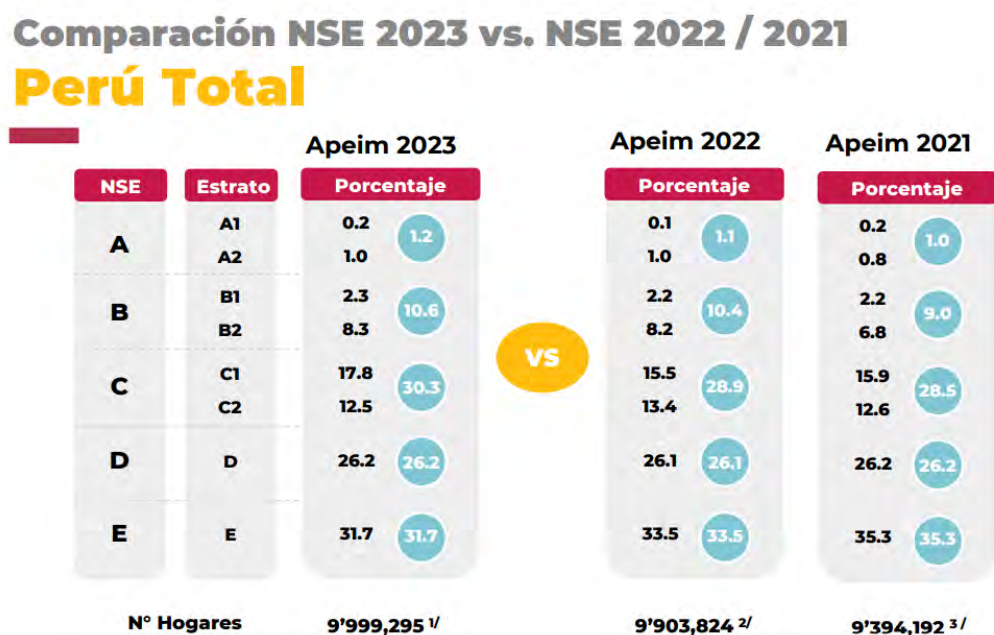 Comparación NSE 2023 vs. NSE 2022 / 2021
Perú Total
Apeim 2023 Apeim 2022 Apeim 2021
NSE Estrato Porcentaje Porcentaje Porcentaje
A1 0.2 0.1 0.2
A 1.2 1.1 1.0
A2 1.0 1.0 0.8
B1 2.3 2.2 2.2
B 10.6 10.4 9.0
B2 8.3 8.2 6.8
VS
C1 17.8 15.5 15.9
C 30.3 28.9 28.5
C2 12.5 13.4 12.6
D D 26.2 26.2 26.1 26.1 26.2 26.2
E E 31.7 31.7 33.5 33.5 35.3 35.3
N° Hogares 9'999,295 1/ 9'903,824 2/ 9'394,192 3/